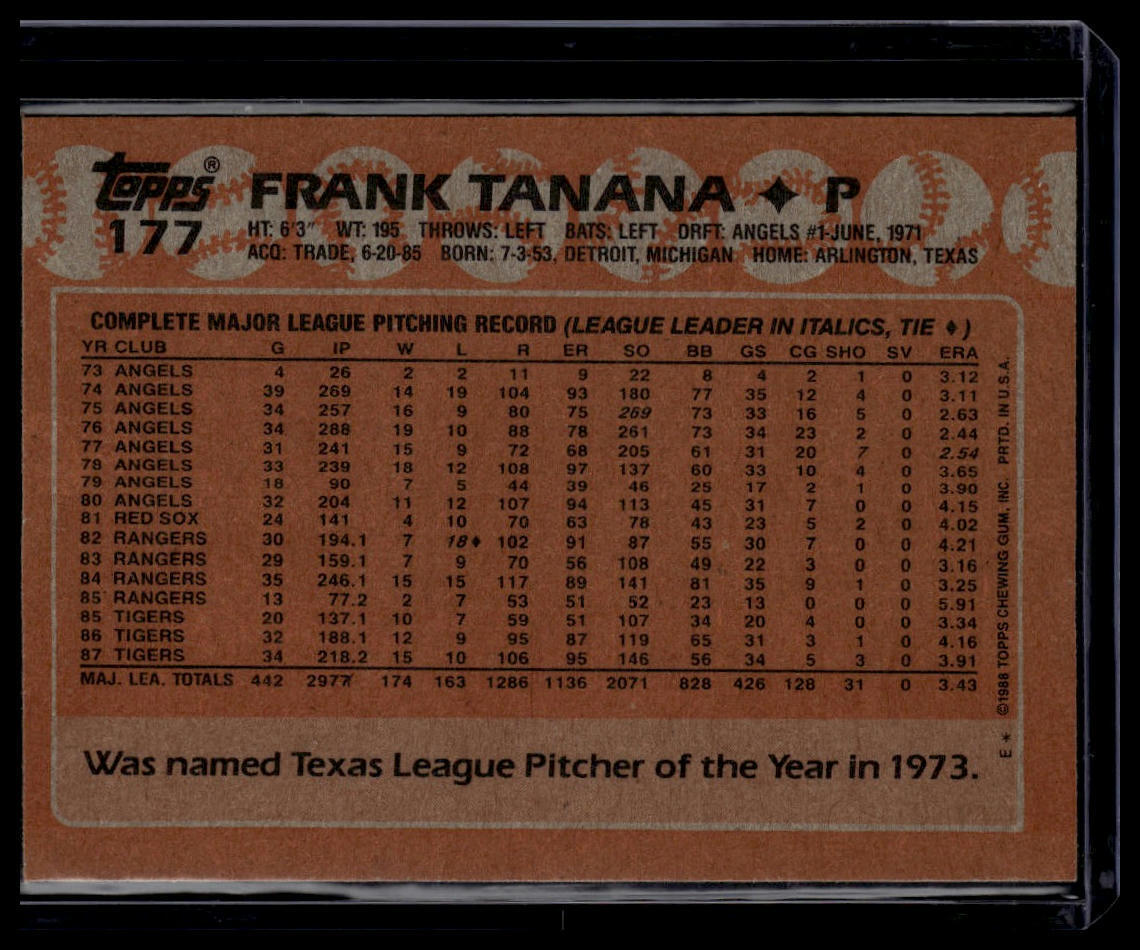 topps®
177
FRANK TANANA ✦ P
HT: 6'3" WT: 195 THROWS: LEFT BATS: LEFT DRFT: ANGELS #1-JUNE, 1971
ACQ: TRADE, 6-20-85 BORN: 7-3-53, DETROIT, MICHIGAN HOME: ARLINGTON, TEXAS
COMPLETE MAJOR LEAGUE PITCHING RECORD (LEAGUE LEADER IN ITALICS, TIE ♦)
YR CLUB G IP W L R ER SO BB GS CG SHO SV ERA
73 ANGELS 4 26 2 2 11 9 22 8 4 2 1 0 3.12
74 ANGELS 39 269 14 19 104 93 180 77 35 12 4 0 3.11
75 ANGELS 34 257 16 9 80 75 269 73 33 16 5 0 2.63
76 ANGELS 34 288 19 10 88 78 261 73 34 23 2 0 2.44
77 ANGELS 31 241 15 9 72 68 205 61 31 20 7 0 2.54
78 ANGELS 33 239 18 12 108 97 137 60 33 10 4 0 3.65
79 ANGELS 18 90 7 5 44 39 46 25 17 2 1 0 3.90
80 ANGELS 32 204 11 12 107 94 113 45 31 7 0 0 4.15
81 RED SOX 24 141 4 10 70 63 78 43 23 5 2 0 4.02
82 RANGERS 30 194.1 7 18♦ 102 91 87 55 30 7 0 0 4.21
83 RANGERS 29 159.1 7 9 70 56 108 49 22 3 0 0 3.16
84 RANGERS 35 246.1 15 15 117 89 141 81 35 9 1 0 3.25
85 RANGERS 13 77.2 2 7 53 51 52 23 13 0 0 0 5.91
85 TIGERS 20 137.1 10 7 59 51 107 34 20 4 0 0 3.34
86 TIGERS 32 188.1 12 9 95 87 119 65 31 3 1 0 4.16
87 TIGERS 34 218.2 15 10 106 95 146 56 34 5 3 0 3.91
MAJ. LEA. TOTALS 442 2977 174 163 1286 1136 2071 828 426 128 31 0 3.43
Was named Texas League Pitcher of the Year in 1973.
E * ©1988 TOPPS CHEWING GUM, INC. PRTD. IN U.S.A.